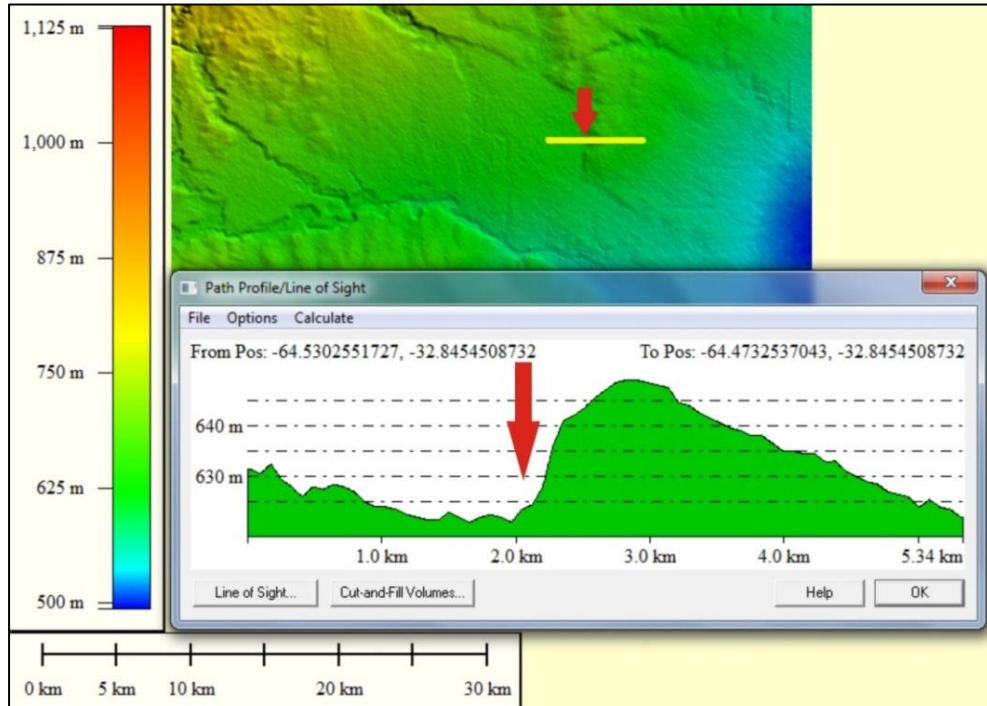 1,125 m
1,000 m
875 m
750 m
625 m
500 m
Path Profile/Line of Sight
File Options Calculate
From Pos: -64.5302551727, -32.8454508732 To Pos: -64.4732537043, -32.8454508732
640 m
630 m
1.0 km 2.0 km 3.0 km 4.0 km 5.34 km
Line of Sight... Cut-and-Fill Volumes... Help OK
0 km 5 km 10 km 20 km 30 km